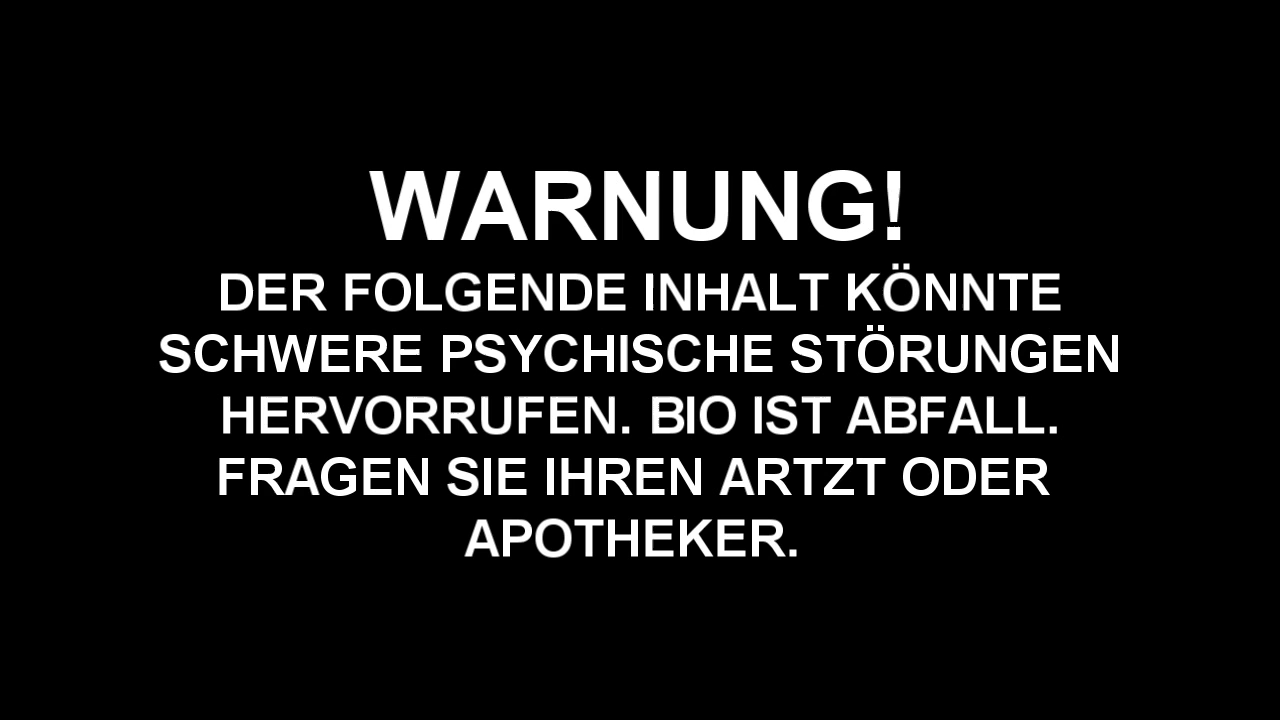 WARNUNG!
DER FOLGENDE INHALT KÖNNTE
SCHWERE PSYCHISCHE STÖRUNGEN
HERVORRUFEN. BIO IST ABFALL.
FRAGEN SIE IHREN ARTZT ODER
APOTHEKER.